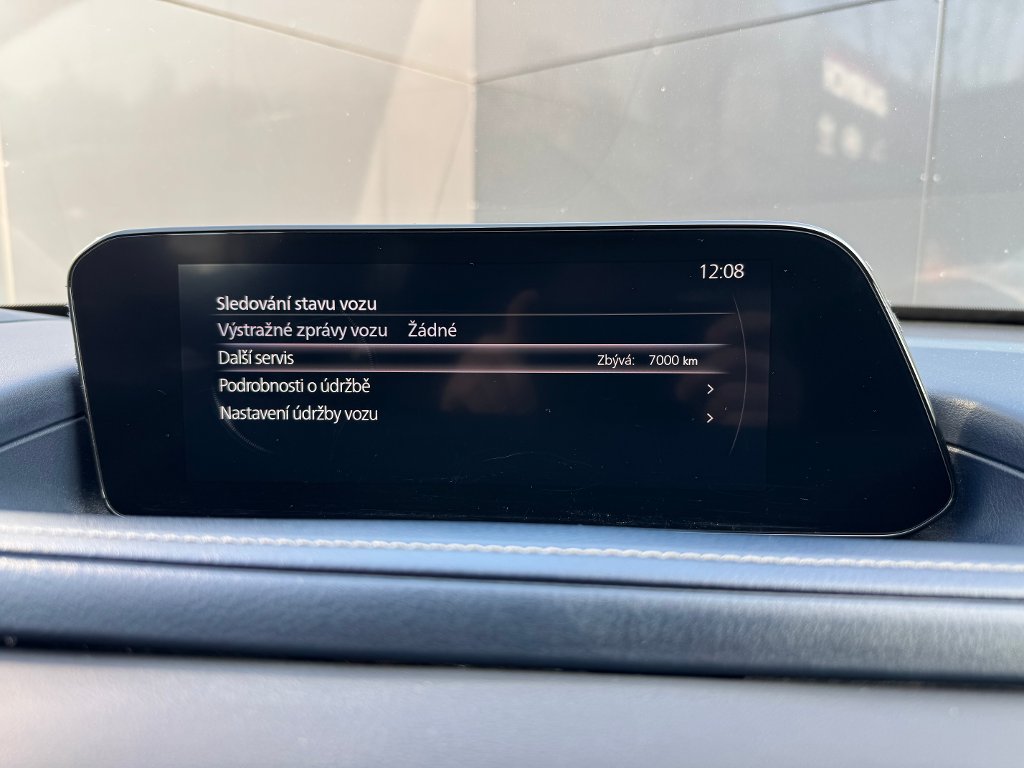 12:08
Sledování stavu vozu
Výstražné zprávy vozu Žádné
Další servis Zbývá: 7000 km
Podrobnosti o údržbě >
Nastavení údržby vozu >